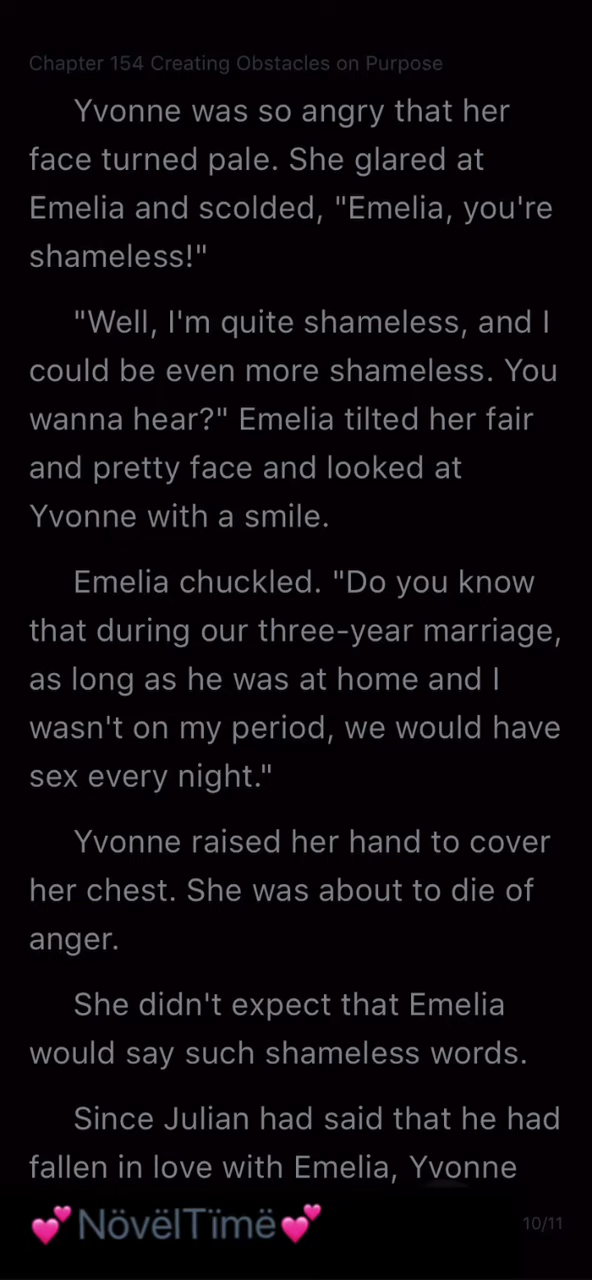 Chapter 154 Creating Obstacles on Purpose
Yvonne was so angry that her
face turned pale. She glared at
Emelia and scolded, "Emelia, you're
shameless!"
"Well, I'm quite shameless, and I
could be even more shameless. You
wanna hear?" Emelia tilted her fair
and pretty face and looked at
Yvonne with a smile.
Emelia chuckled. "Do you know
that during our three-year marriage,
as long as he was at home and I
wasn't on my period, we would have
sex every night."
Yvonne raised her hand to cover
her chest. She was about to die of
anger.
She didn't expect that Emelia
would say such shameless words.
Since Julian had said that he had
fallen in love with Emelia, Yvonne
💕NövëlTïmë💕
10/11